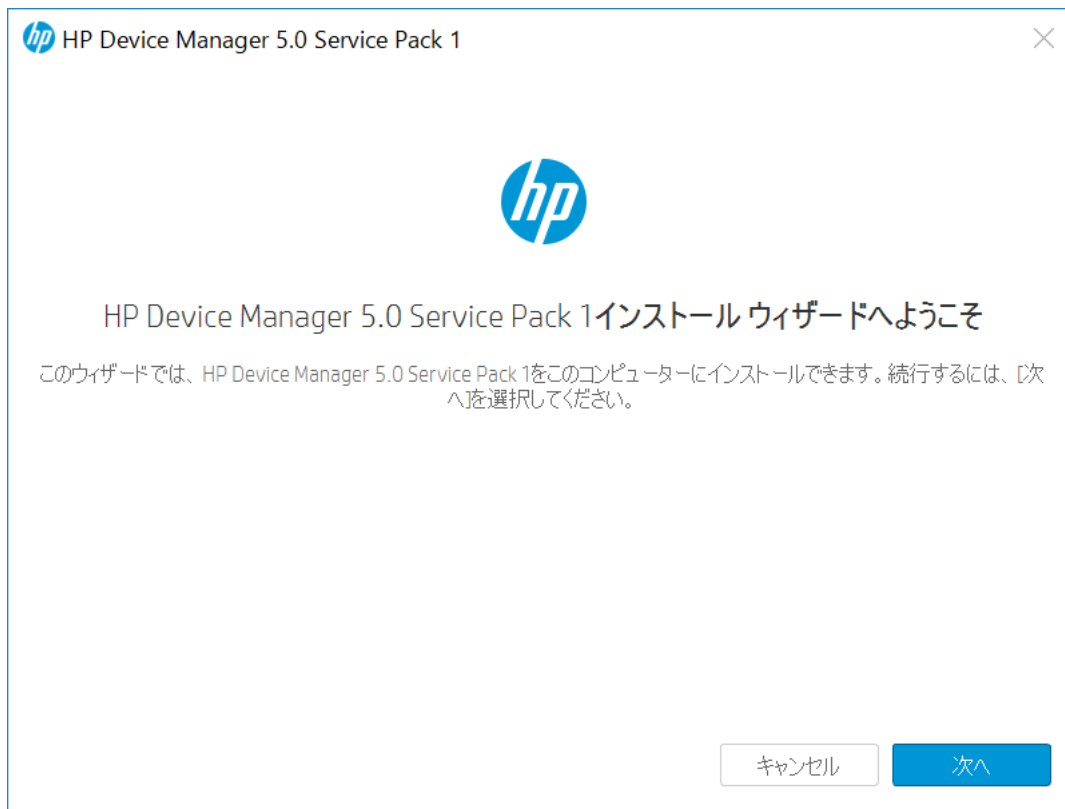 hp HP Device Manager 5.0 Service Pack 1
hp
HP Device Manager 5.0 Service Pack 1インストール ウィザードへようこそ
このウィザードでは、HP Device Manager 5.0 Service Pack 1をこのコンピューターにインストールできます。続行するには、[次
へ]を選択してください。
キャンセル
次へ